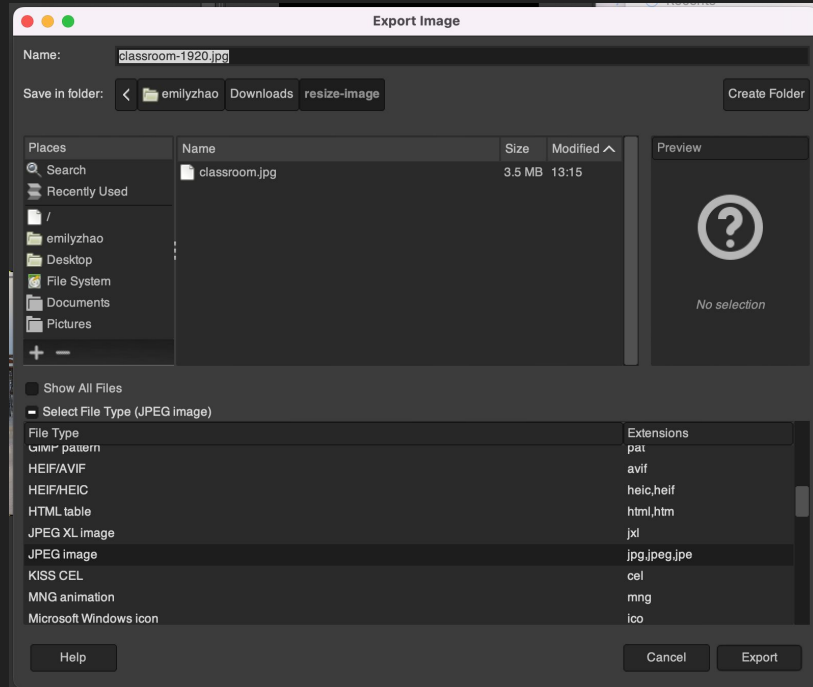 Export Image
Name: classroom-1920.jpg
Save in folder: emilyzhao Downloads resize-image Create Folder
Places
Search
Recently Used
/
emilyzhao
Desktop
File System
Documents
Pictures
Name Size Modified
classroom.jpg 3.5 MB 13:15
Preview
No selection
Show All Files
Select File Type (JPEG image)
File Type Extensions
GIMP pattern pat
HEIF/AVIF avif
HEIF/HEIC heic,heif
HTML table html,htm
JPEG XL image jxl
JPEG image jpg,jpeg,jpe
KISS CEL cel
MNG animation mng
Microsoft Windows icon ico
Help Cancel Export